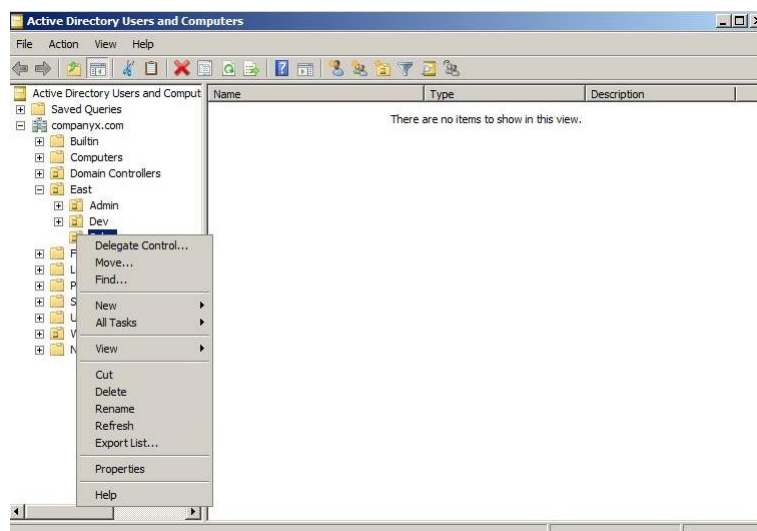 Active Directory Users and Computers
File Action View Help
Active Directory Users and Comput
Saved Queries
companyx.com
Builtin
Computers
Domain Controllers
East
Admin
Dev
F
L
P
S
U
W
N
Name Type Description
There are no items to show in this view.
Delegate Control...
Move...
Find...
New
All Tasks
View
Cut
Delete
Rename
Refresh
Export List...
Properties
Help